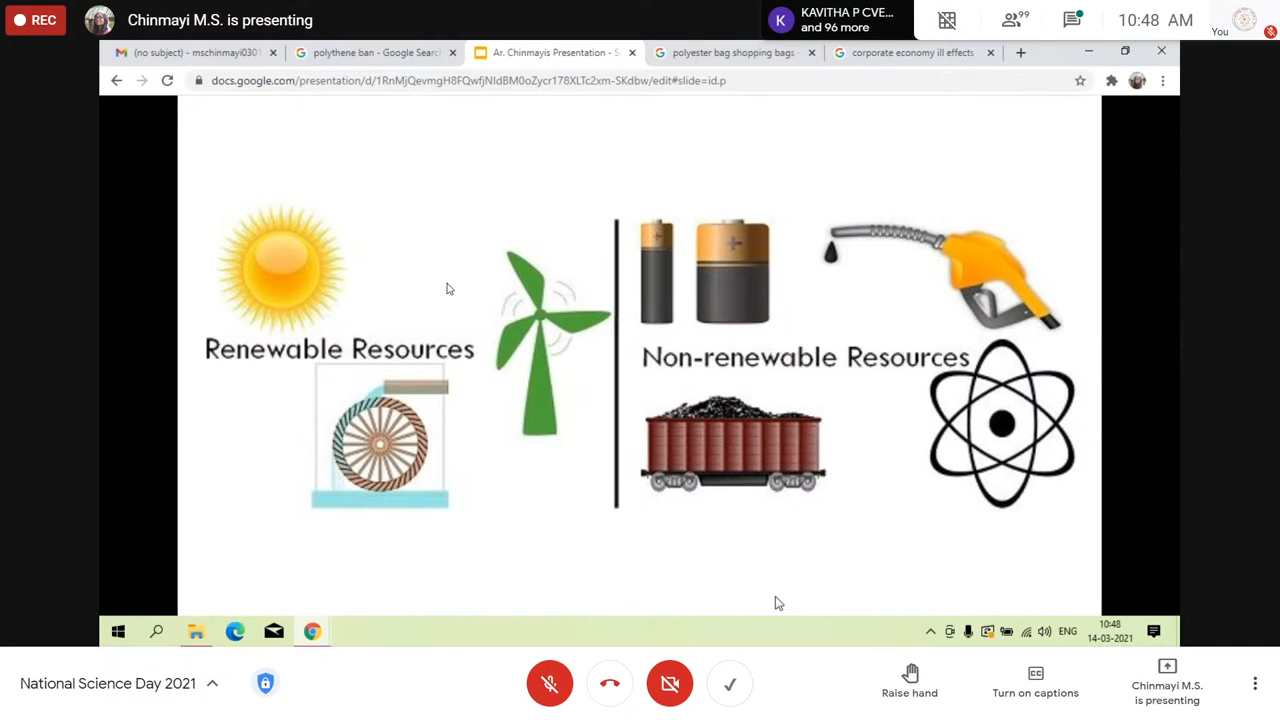 REC
Chinmayi M.S. is presenting
K
KAVITHA P CVE...
and 96 more
99
10:48 AM
You
(no subject) - mschinmayi0301
polythene ban - Google Searc
Ar. Chinmayis Presentation - S
polyester bag shopping bags
corporate economy ill effects
docs.google.com/presentation/d/1RnMjQevmgH8FQwfjNIdBM0oZycr178XLTc2xm-SKdbw/edit#slide=id.p
Renewable Resources
Non-renewable Resources
ENG
10:48
14-03-2021
National Science Day 2021
Raise hand
Turn on captions
Chinmayi M.S.
is presenting